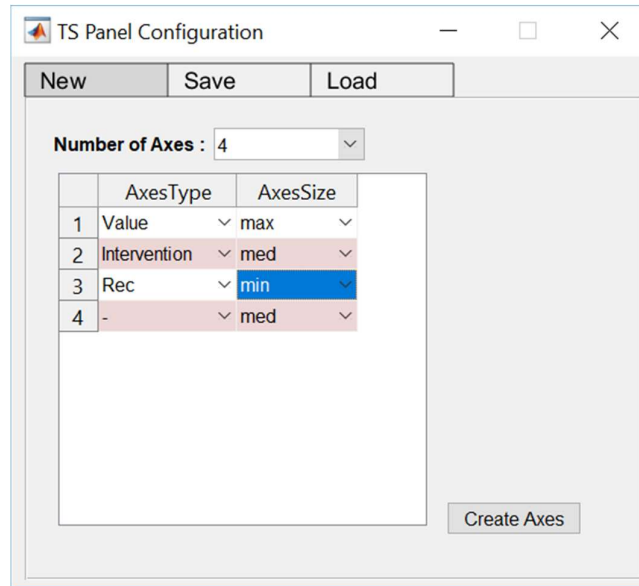 TS Panel Configuration
New Save Load
Number of Axes : 4
AxesType AxesSize
1 Value max
2 Intervention med
3 Rec min
4 - med
Create Axes